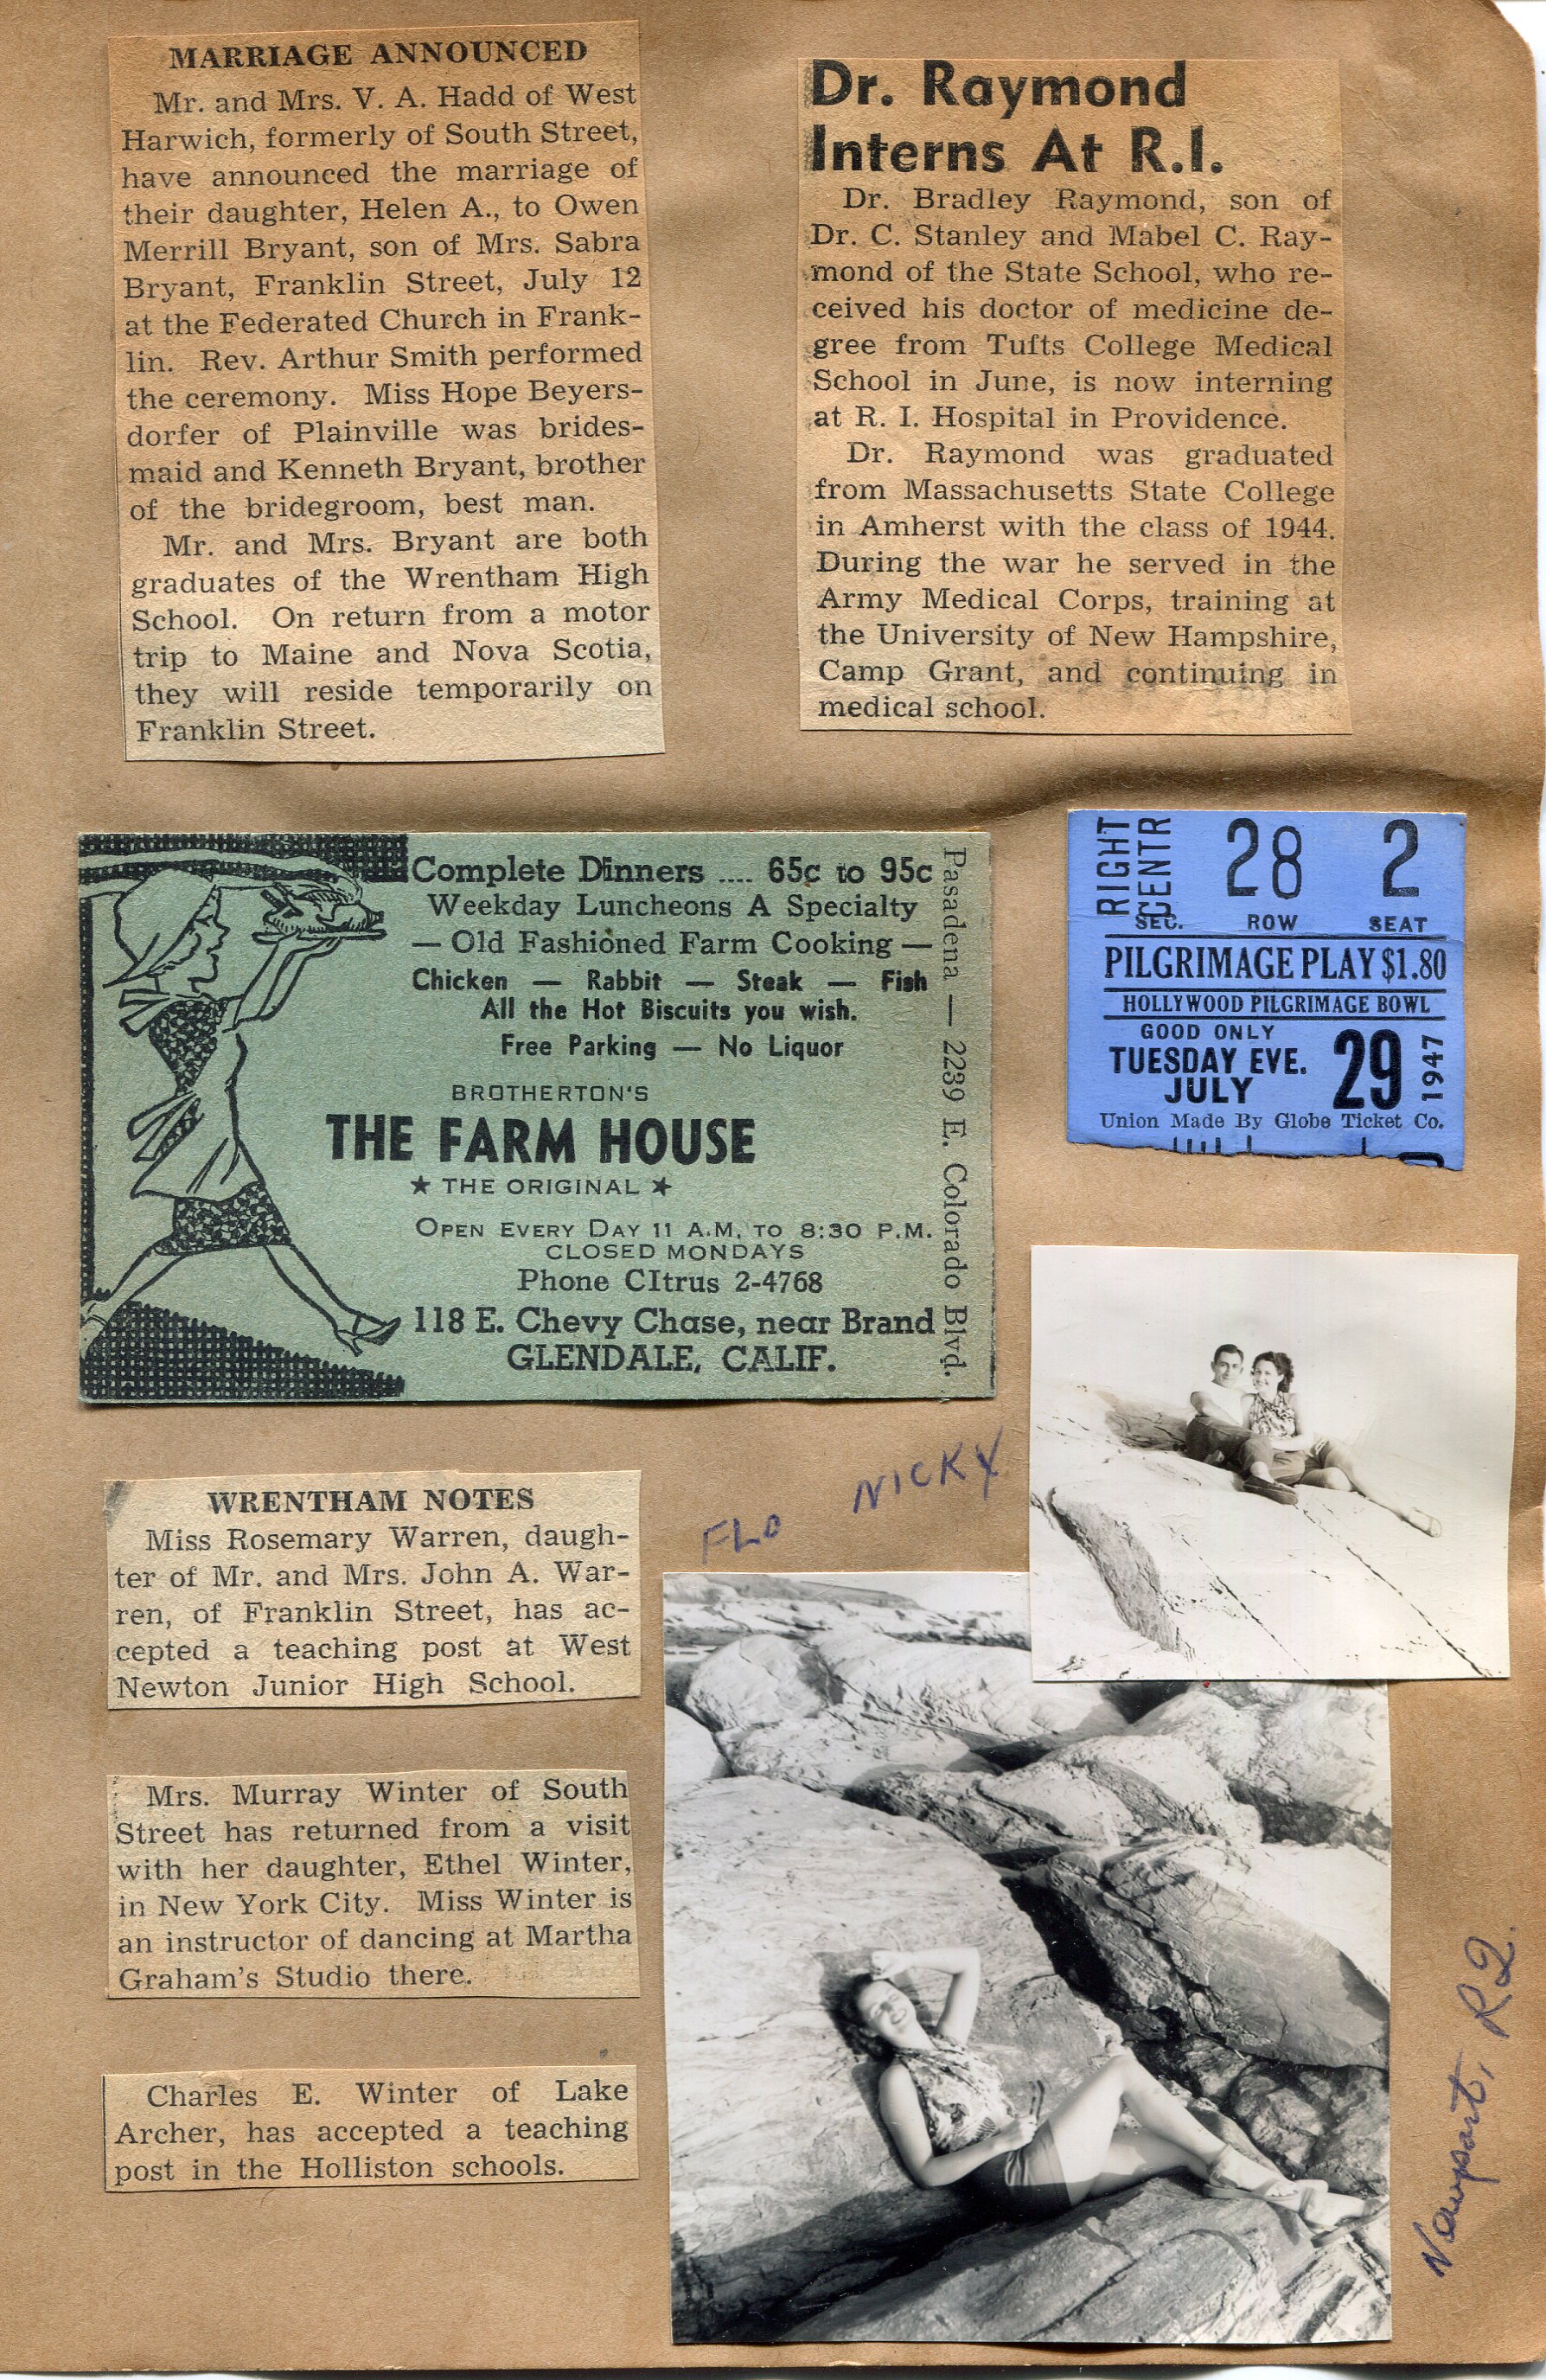 MARRIAGE ANNOUNCED
Mr. and Mrs. V. A. Hadd of West
Harwich, formerly of South Street,
have announced the marriage of
their daughter, Helen A., to Owen
Merrill Bryant, son of Mrs. Sabra
Bryant, Franklin Street, July 12
at the Federated Church in Frank-
lin. Rev. Arthur Smith performed
the ceremony. Miss Hope Beyers-
dorfer of Plainville was brides-
maid and Kenneth Bryant, brother
of the bridegroom, best man.
Mr. and Mrs. Bryant are both
graduates of the Wrentham High
School. On return from a motor
trip to Maine and Nova Scotia,
they will reside temporarily on
Franklin Street.
Dr. Raymond
Interns At R.I.
Dr. Bradley Raymond, son of
Dr. C. Stanley and Mabel C. Ray-
mond of the State School, who re-
ceived his doctor of medicine de-
gree from Tufts College Medical
School in June, is now interning
at R. I. Hospital in Providence.
Dr. Raymond was graduated
from Massachusetts State College
in Amherst with the class of 1944.
During the war he served in the
Army Medical Corps, training at
the University of New Hampshire,
Camp Grant, and continuing in
medical school.
Complete Dinners .... 65c to 95c
Weekday Luncheons A Specialty
— Old Fashioned Farm Cooking —
Chicken — Rabbit — Steak — Fish
All the Hot Biscuits you wish.
Free Parking — No Liquor
BROTHERTON'S
THE FARM HOUSE
★ THE ORIGINAL ★
OPEN EVERY DAY 11 A.M. TO 8:30 P.M.
CLOSED MONDAYS
Phone CItrus 2-4768
118 E. Chevy Chase, near Brand
GLENDALE, CALIF.
Pasadena — 2239 E. Colorado Blvd.
RIGHT
CENTR
28 2
SEC. ROW SEAT
PILGRIMAGE PLAY $1.80
HOLLYWOOD PILGRIMAGE BOWL
GOOD ONLY
TUESDAY EVE.
JULY 29
1947
Union Made By Globe Ticket Co.
FLO NICKY
WRENTHAM NOTES
Miss Rosemary Warren, daugh-
ter of Mr. and Mrs. John A. War-
ren, of Franklin Street, has ac-
cepted a teaching post at West
Newton Junior High School.
Mrs. Murray Winter of South
Street has returned from a visit
with her daughter, Ethel Winter,
in New York City. Miss Winter is
an instructor of dancing at Martha
Graham's Studio there.
Charles E. Winter of Lake
Archer, has accepted a teaching
post in the Holliston schools.
Newport, R.I.